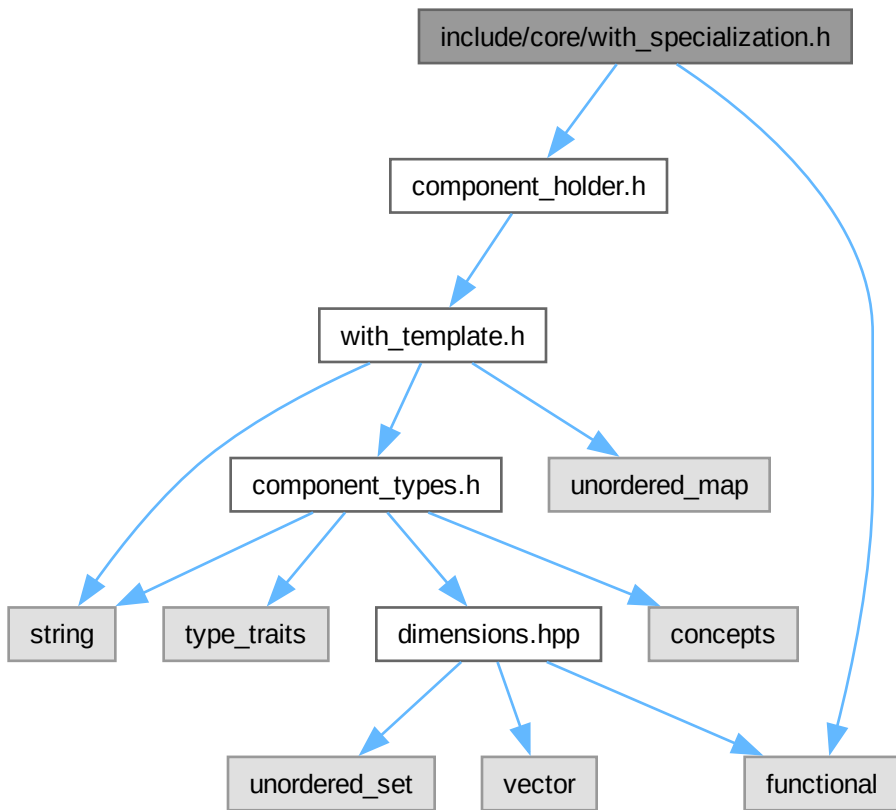 include/core/with_specialization.h
component_holder.h
with_template.h
component_types.h
unordered_map
string
type_traits
dimensions.hpp
concepts
unordered_set
vector
functional